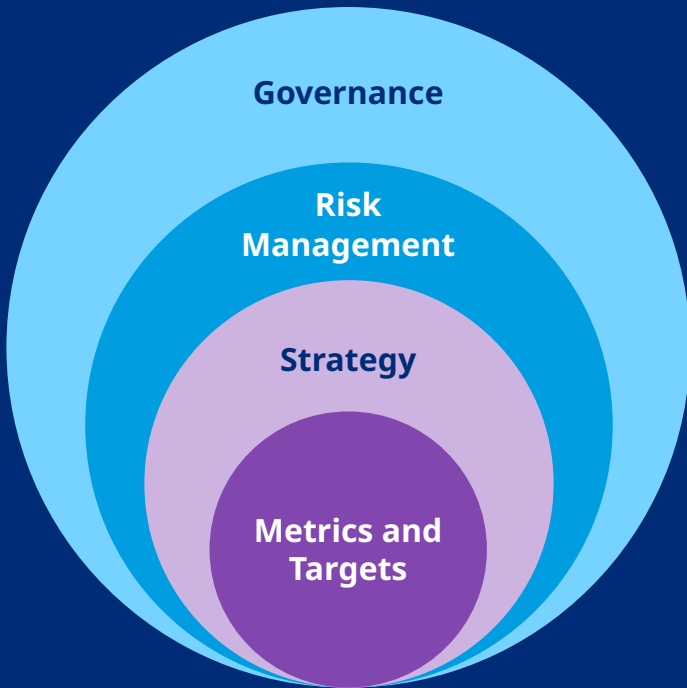 Governance
Risk
Management
Strategy
Metrics and
Targets